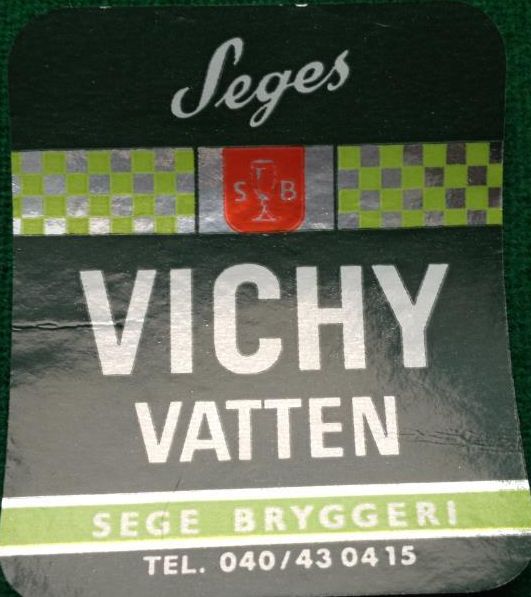 Seges
S T B
VICHY
VATTEN
SEGE BRYGGERI
TEL. 040/43 04 15